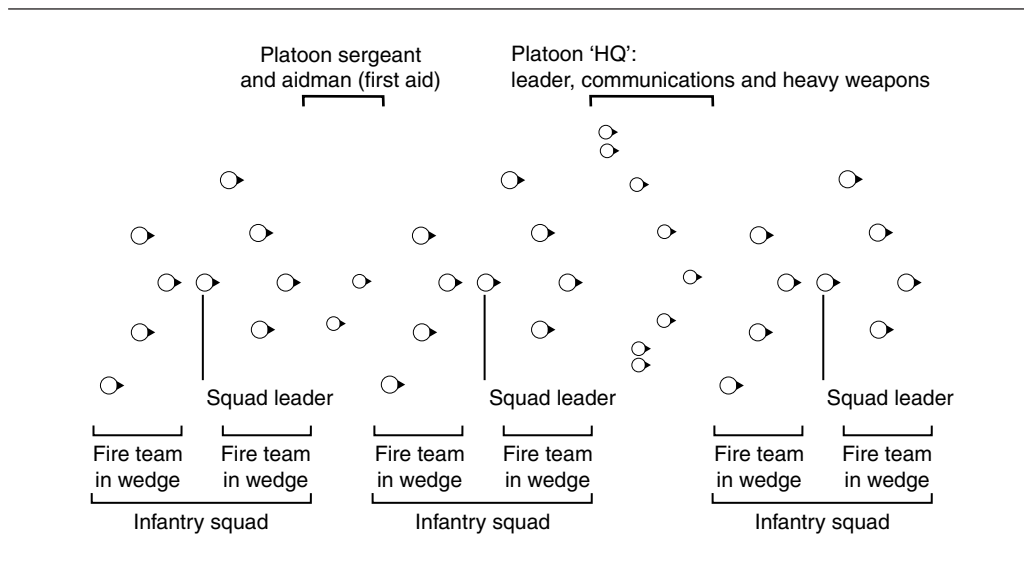 Platoon sergeant
and aidman (first aid)
Platoon ‘HQ’:
leader, communications and heavy weapons
Squad leader
Squad leader
Squad leader
Fire team
in wedge
Fire team
in wedge
Fire team
in wedge
Fire team
in wedge
Fire team
in wedge
Fire team
in wedge
Infantry squad
Infantry squad
Infantry squad